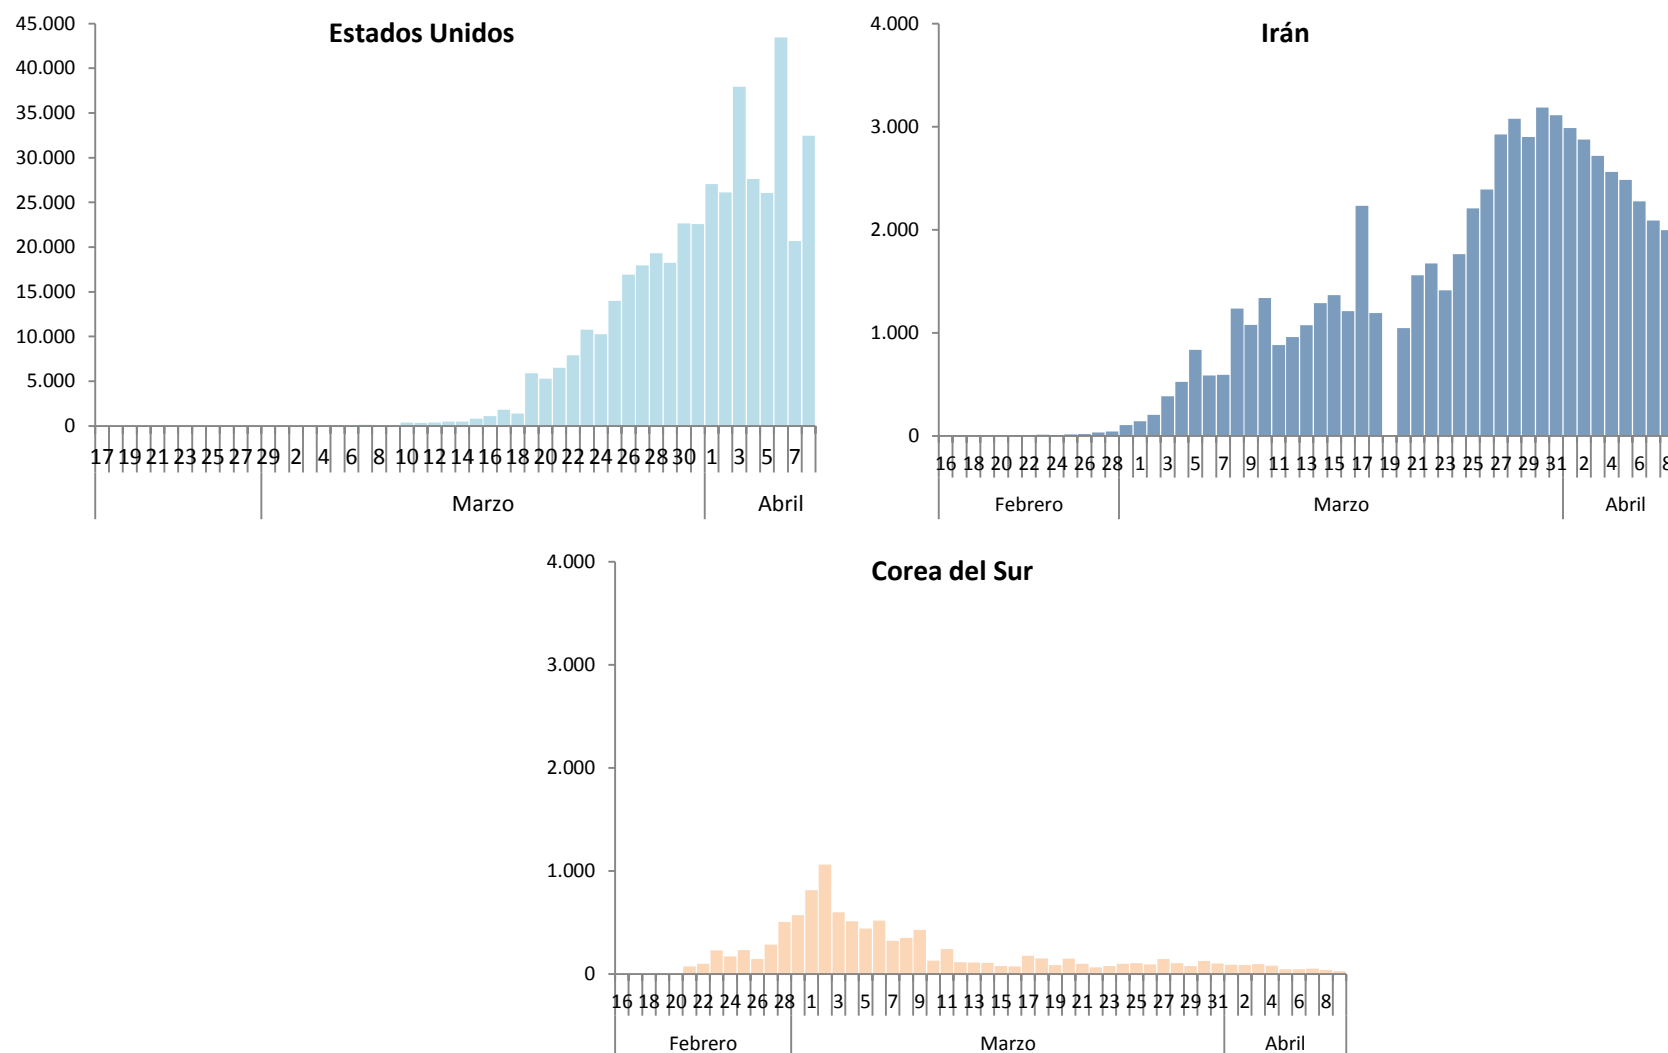 Estados Unidos
45.000
40.000
35.000
30.000
25.000
20.000
15.000
10.000
5.000
0
17 19 21 23 25 27 29 2 4 6 8 10 12 14 16 18 20 22 24 26 28 30 1 3 5 7
Marzo Abril
Irán
4.000
3.000
2.000
1.000
0
16 18 20 22 24 26 28 1 3 5 7 9 11 13 15 17 19 21 23 25 27 29 31 2 4 6 8
Febrero Marzo Abril
Corea del Sur
4.000
3.000
2.000
1.000
0
16 18 20 22 24 26 28 1 3 5 7 9 11 13 15 17 19 21 23 25 27 29 31 2 4 6 8
Febrero Marzo Abril